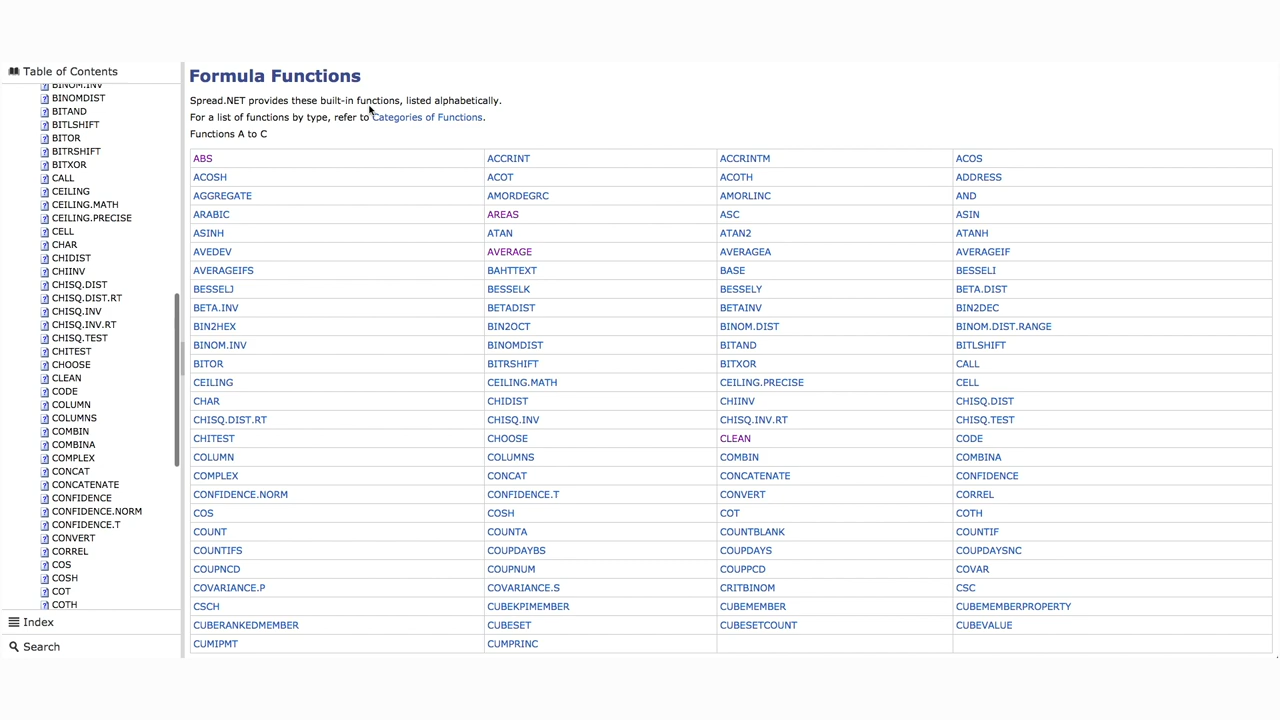 Table of Contents
BINOM.INV
BINOMDIST
BITAND
BITLSHIFT
BITOR
BITRSHIFT
BITXOR
CALL
CEILING
CEILING.MATH
CEILING.PRECISE
CELL
CHAR
CHIDIST
CHIINV
CHISQ.DIST
CHISQ.DIST.RT
CHISQ.INV
CHISQ.INV.RT
CHISQ.TEST
CHITEST
CHOOSE
CLEAN
CODE
COLUMN
COLUMNS
COMBIN
COMBINA
COMPLEX
CONCAT
CONCATENATE
CONFIDENCE
CONFIDENCE.NORM
CONFIDENCE.T
CONVERT
CORREL
COS
COSH
COT
COTH
Index
Search
Formula Functions
Spread.NET provides these built-in functions, listed alphabetically.
For a list of functions by type, refer to Categories of Functions.
Functions A to C
ABS ACCRINT ACCRINTM ACOS
ACOSH ACOT ACOTH ADDRESS
AGGREGATE AMORDEGRC AMORLINC AND
ARABIC AREAS ASC ASIN
ASINH ATAN ATAN2 ATANH
AVEDEV AVERAGE AVERAGEA AVERAGEIF
AVERAGEIFS BAHTTEXT BASE BESSELI
BESSELJ BESSELK BESSELY BETA.DIST
BETA.INV BETADIST BETAINV BIN2DEC
BIN2HEX BIN2OCT BINOM.DIST BINOM.DIST.RANGE
BINOM.INV BINOMDIST BITAND BITLSHIFT
BITOR BITRSHIFT BITXOR CALL
CEILING CEILING.MATH CEILING.PRECISE CELL
CHAR CHIDIST CHIINV CHISQ.DIST
CHISQ.DIST.RT CHISQ.INV CHISQ.INV.RT CHISQ.TEST
CHITEST CHOOSE CLEAN CODE
COLUMN COLUMNS COMBIN COMBINA
COMPLEX CONCAT CONCATENATE CONFIDENCE
CONFIDENCE.NORM CONFIDENCE.T CONVERT CORREL
COS COSH COT COTH
COUNT COUNTA COUNTBLANK COUNTIF
COUNTIFS COUPDAYBS COUPDAYS COUPDAYSNC
COUPNCD COUPNUM COUPPCD COVAR
COVARIANCE.P COVARIANCE.S CRITBINOM CSC
CSCH CUBEKPIMEMBER CUBEMEMBER CUBEMEMBERPROPERTY
CUBERANKEDMEMBER CUBESET CUBESETCOUNT CUBEVALUE
CUMIPMT CUMPRINC